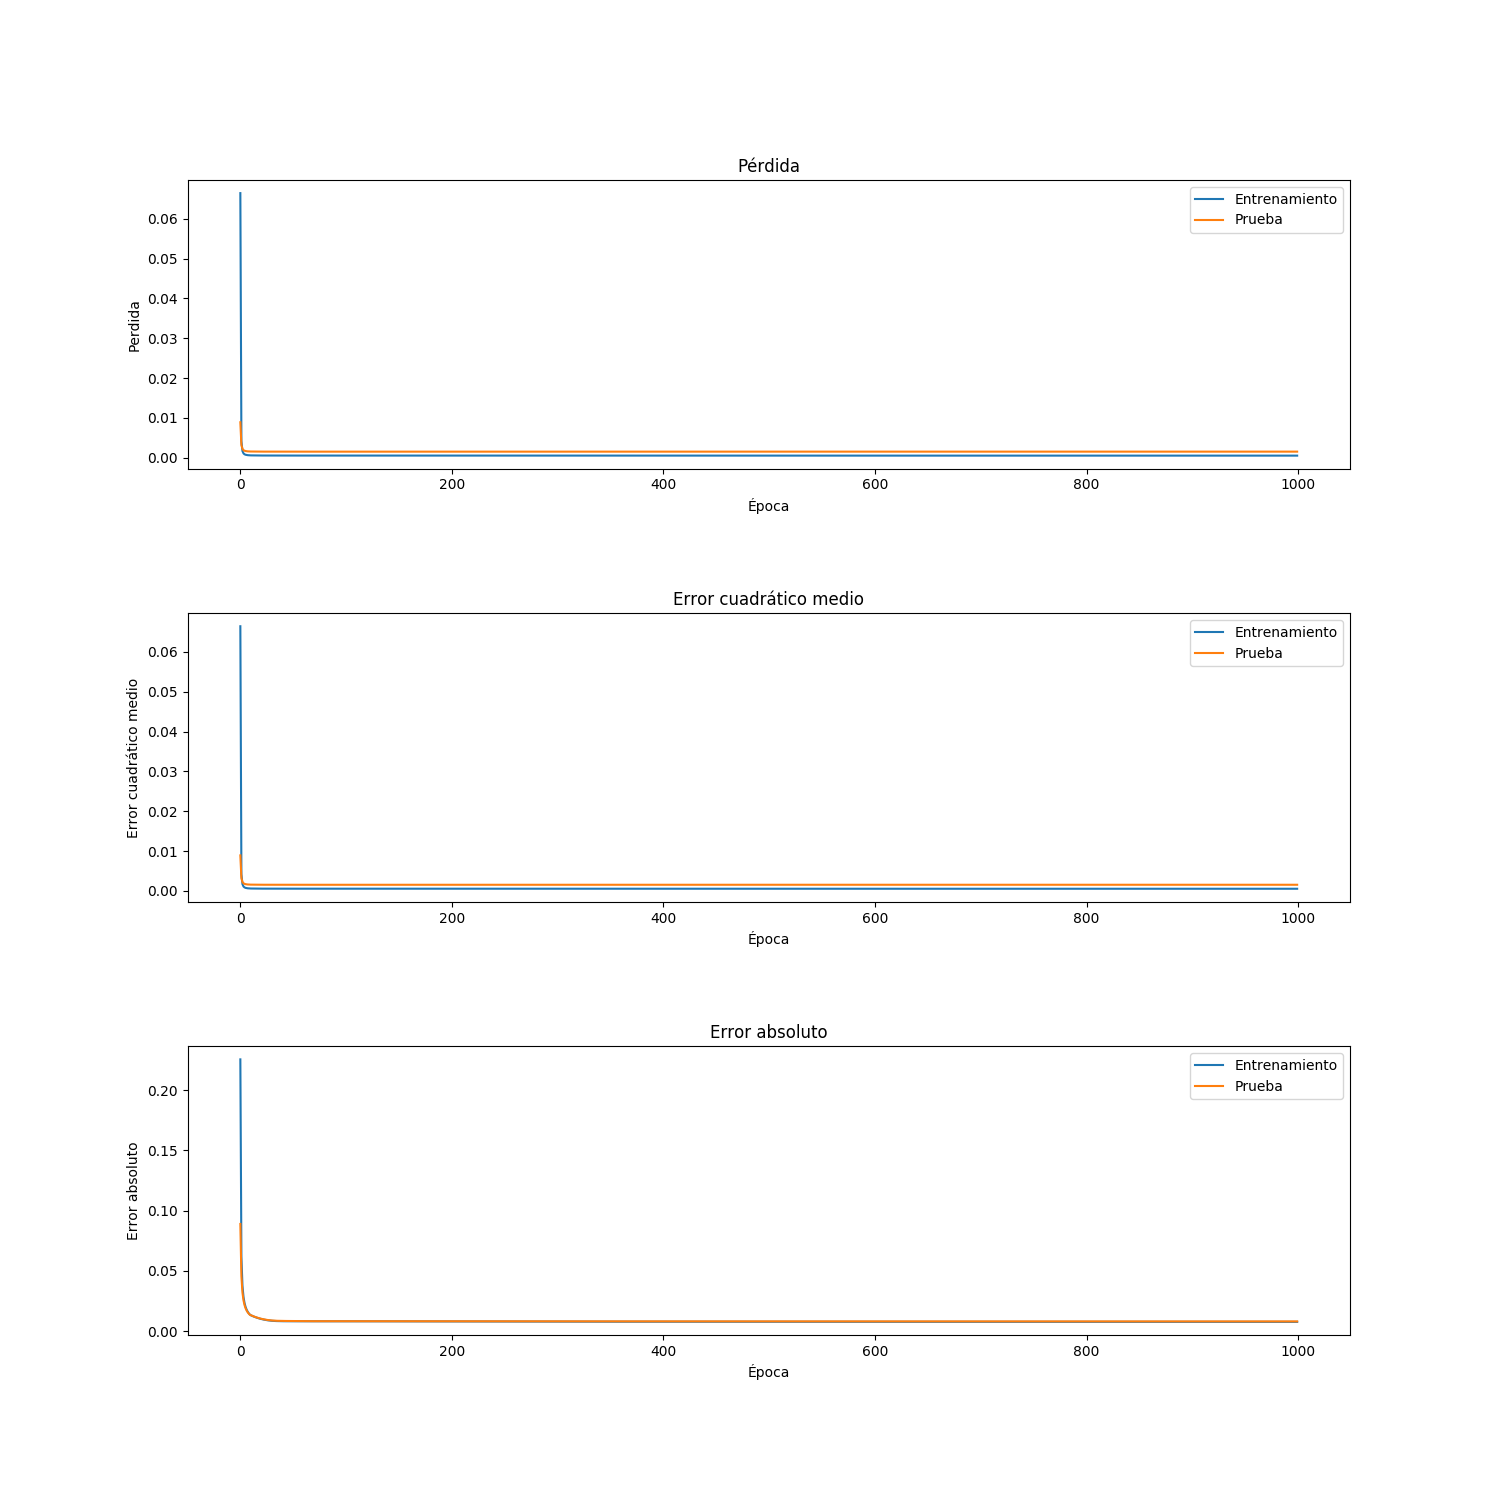 Pérdida
Entrenamiento
Prueba
0.06
0.05
0.04
0.03
0.02
0.01
0.00
Perdida
0 200 400 600 800 1000
Época
Error cuadrático medio
Entrenamiento
Prueba
0.06
0.05
0.04
0.03
0.02
0.01
0.00
Error cuadrático medio
0 200 400 600 800 1000
Época
Error absoluto
Entrenamiento
Prueba
0.20
0.15
0.10
0.05
0.00
Error absoluto
0 200 400 600 800 1000
Época